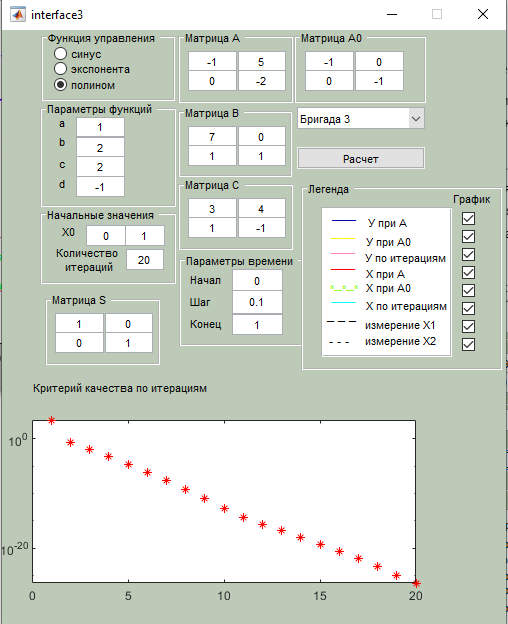 interface3
Функция управления
синус
экспонента
полином
Матрица A
-1 5
0 -2
Матрица A0
-1 0
0 -1
Параметры функций
a 1
b 2
c 2
d -1
Матрица B
7 0
1 1
Бригада 3
Расчет
Матрица C
3 4
1 -1
Начальные значения
X0 0 1
Количество
итераций 20
Параметры времени
Начал 0
Шаг 0.1
Конец 1
Матрица S
1 0
0 1
Легенда
График
У при A
У при A0
У по итерациям
X при A
X при A0
X по итерациям
измерение X1
измерение X2
Критерий качества по итерациям
10^0
10^-20
0 5 10 15 20